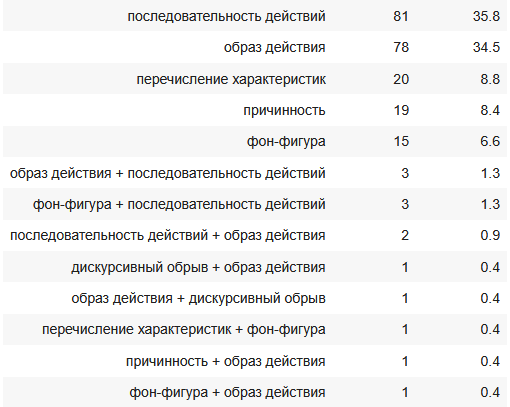 последовательность действий 81 35.8
образ действия 78 34.5
перечисление характеристик 20 8.8
причинность 19 8.4
фон-фигура 15 6.6
образ действия + последовательность действий 3 1.3
фон-фигура + последовательность действий 3 1.3
последовательность действий + образ действия 2 0.9
дискурсивный обрыв + образ действия 1 0.4
образ действия + дискурсивный обрыв 1 0.4
перечисление характеристик + фон-фигура 1 0.4
причинность + образ действия 1 0.4
фон-фигура + образ действия 1 0.4